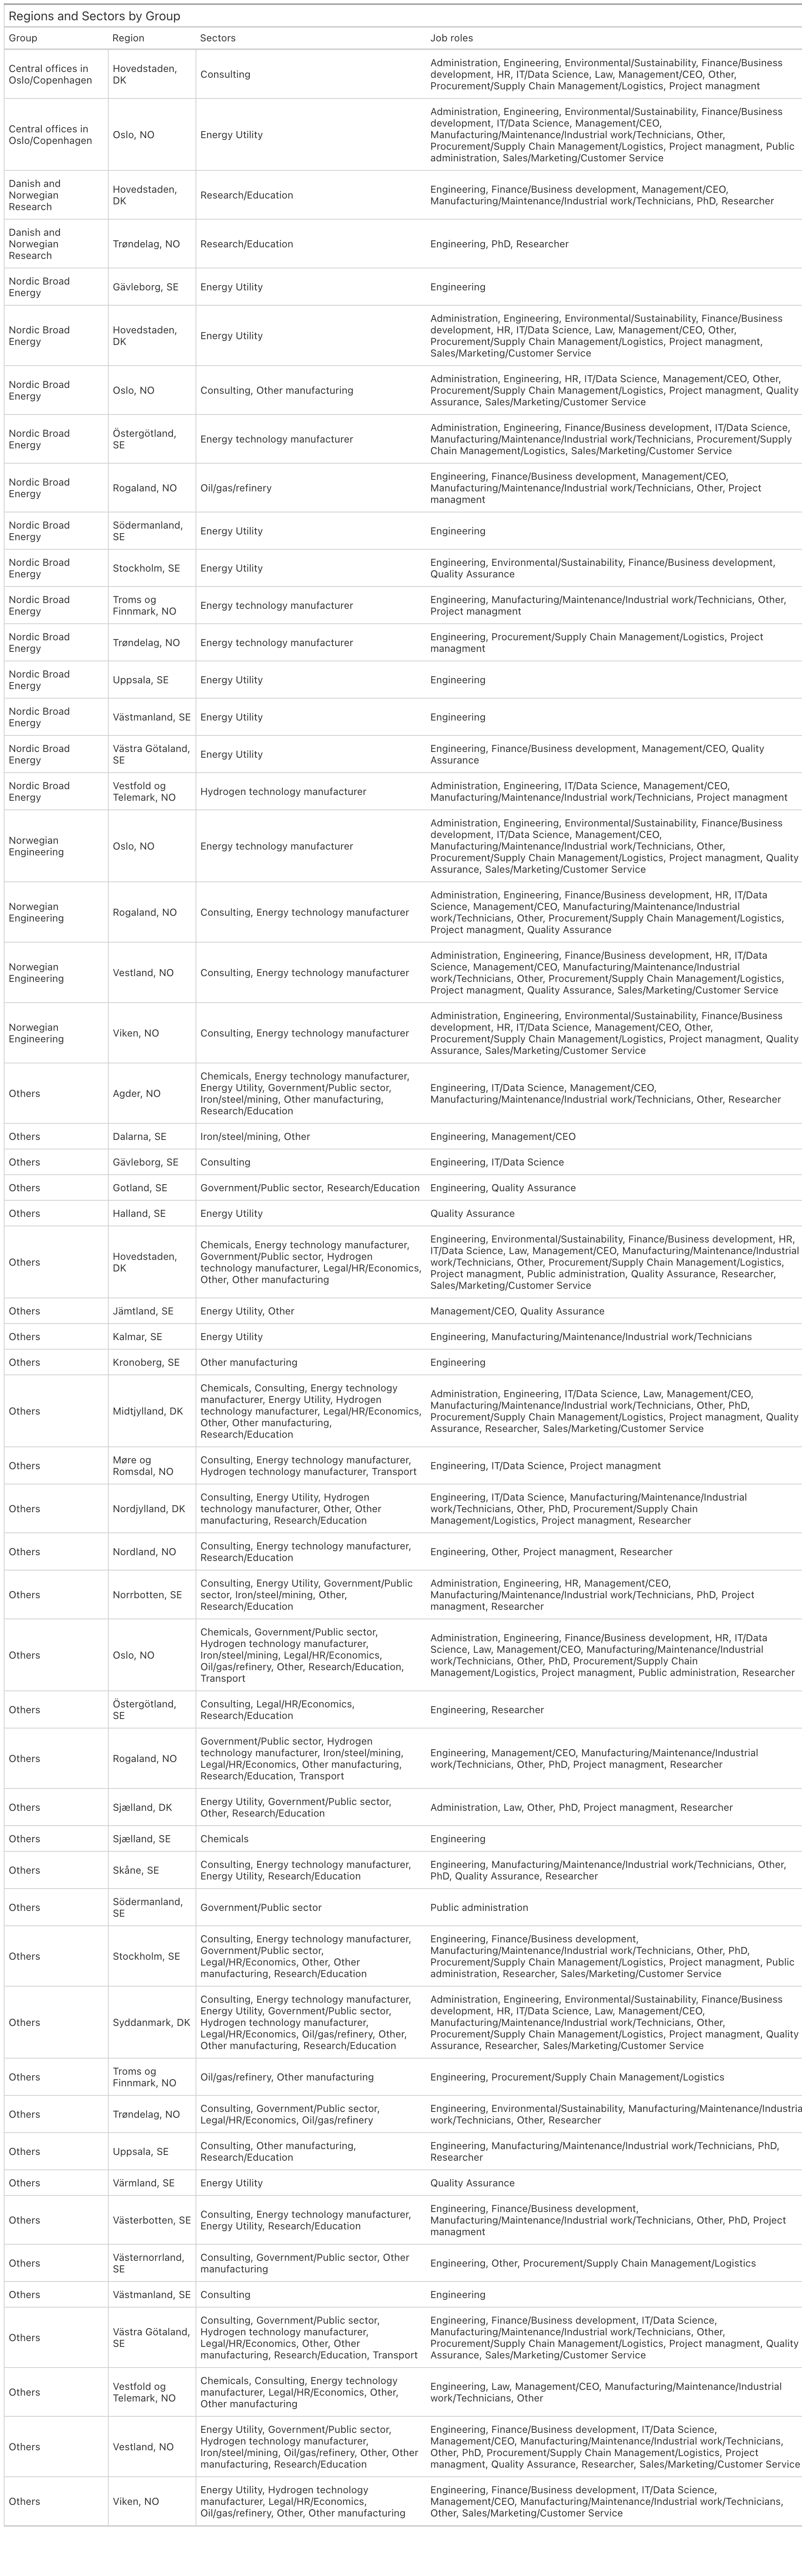 Regions and Sectors by Group
Group Region Sectors Job roles
Central offices in Oslo/Copenhagen Hovedstaden, DK Consulting Administration, Engineering, Environmental/Sustainability, Finance/Business development, HR, IT/Data Science, Law, Management/CEO, Other, Procurement/Supply Chain Management/Logistics, Project managment
Central offices in Oslo/Copenhagen Oslo, NO Energy Utility Administration, Engineering, Environmental/Sustainability, Finance/Business development, IT/Data Science, Management/CEO, Manufacturing/Maintenance/Industrial work/Technicians, Other, Procurement/Supply Chain Management/Logistics, Project managment, Public administration, Sales/Marketing/Customer Service
Danish and Norwegian Research Hovedstaden, DK Research/Education Engineering, Finance/Business development, Management/CEO, Manufacturing/Maintenance/Industrial work/Technicians, PhD, Researcher
Danish and Norwegian Research Trøndelag, NO Research/Education Engineering, PhD, Researcher
Nordic Broad Energy Gävleborg, SE Energy Utility Engineering
Nordic Broad Energy Hovedstaden, DK Energy Utility Administration, Engineering, Environmental/Sustainability, Finance/Business development, HR, IT/Data Science, Law, Management/CEO, Other, Procurement/Supply Chain Management/Logistics, Project managment, Sales/Marketing/Customer Service
Nordic Broad Energy Oslo, NO Consulting, Other manufacturing Administration, Engineering, HR, IT/Data Science, Management/CEO, Other, Procurement/Supply Chain Management/Logistics, Project managment, Quality Assurance, Sales/Marketing/Customer Service
Nordic Broad Energy Östergötland, SE Energy technology manufacturer Administration, Engineering, Finance/Business development, IT/Data Science, Manufacturing/Maintenance/Industrial work/Technicians, Procurement/Supply Chain Management/Logistics, Sales/Marketing/Customer Service
Nordic Broad Energy Rogaland, NO Oil/gas/refinery Engineering, Finance/Business development, Management/CEO, Manufacturing/Maintenance/Industrial work/Technicians, Other, Project managment
Nordic Broad Energy Södermanland, SE Energy Utility Engineering
Nordic Broad Energy Stockholm, SE Energy Utility Engineering, Environmental/Sustainability, Finance/Business development, Quality Assurance
Nordic Broad Energy Troms og Finnmark, NO Energy technology manufacturer Engineering, Manufacturing/Maintenance/Industrial work/Technicians, Other, Project managment
Nordic Broad Energy Trøndelag, NO Energy technology manufacturer Engineering, Procurement/Supply Chain Management/Logistics, Project managment
Nordic Broad Energy Uppsala, SE Energy Utility Engineering
Nordic Broad Energy Västmanland, SE Energy Utility Engineering
Nordic Broad Energy Västra Götaland, SE Energy Utility Engineering, Finance/Business development, Management/CEO, Quality Assurance
Nordic Broad Energy Vestfold og Telemark, NO Hydrogen technology manufacturer Administration, Engineering, IT/Data Science, Management/CEO, Manufacturing/Maintenance/Industrial work/Technicians, Project managment
Norwegian Engineering Oslo, NO Energy technology manufacturer Administration, Engineering, Environmental/Sustainability, Finance/Business development, IT/Data Science, Management/CEO, Manufacturing/Maintenance/Industrial work/Technicians, Other, Procurement/Supply Chain Management/Logistics, Project managment, Quality Assurance, Sales/Marketing/Customer Service
Norwegian Engineering Rogaland, NO Consulting, Energy technology manufacturer Administration, Engineering, Finance/Business development, HR, IT/Data Science, Management/CEO, Manufacturing/Maintenance/Industrial work/Technicians, Other, Procurement/Supply Chain Management/Logistics, Project managment, Quality Assurance
Norwegian Engineering Vestland, NO Consulting, Energy technology manufacturer Administration, Engineering, Finance/Business development, HR, IT/Data Science, Management/CEO, Manufacturing/Maintenance/Industrial work/Technicians, Other, Procurement/Supply Chain Management/Logistics, Project managment, Quality Assurance, Sales/Marketing/Customer Service
Norwegian Engineering Viken, NO Consulting, Energy technology manufacturer Administration, Engineering, Environmental/Sustainability, Finance/Business development, HR, IT/Data Science, Management/CEO, Other, Procurement/Supply Chain Management/Logistics, Project managment, Quality Assurance, Sales/Marketing/Customer Service
Others Agder, NO Chemicals, Energy technology manufacturer, Energy Utility, Government/Public sector, Iron/steel/mining, Other manufacturing, Research/Education Engineering, IT/Data Science, Management/CEO, Manufacturing/Maintenance/Industrial work/Technicians, Other, Researcher
Others Dalarna, SE Iron/steel/mining, Other Engineering, Management/CEO
Others Gävleborg, SE Consulting Engineering, IT/Data Science
Others Gotland, SE Government/Public sector, Research/Education Engineering, Quality Assurance
Others Halland, SE Energy Utility Quality Assurance
Others Hovedstaden, DK Chemicals, Energy technology manufacturer, Government/Public sector, Hydrogen technology manufacturer, Legal/HR/Economics, Other, Other manufacturing Engineering, Environmental/Sustainability, Finance/Business development, HR, IT/Data Science, Law, Management/CEO, Manufacturing/Maintenance/Industrial work/Technicians, Other, Procurement/Supply Chain Management/Logistics, Project managment, Public administration, Quality Assurance, Researcher, Sales/Marketing/Customer Service
Others Jämtland, SE Energy Utility, Other Management/CEO, Quality Assurance
Others Kalmar, SE Energy Utility Engineering, Manufacturing/Maintenance/Industrial work/Technicians
Others Kronoberg, SE Other manufacturing Engineering
Others Midtjylland, DK Chemicals, Consulting, Energy technology manufacturer, Energy Utility, Hydrogen technology manufacturer, Legal/HR/Economics, Other, Other manufacturing, Research/Education Administration, Engineering, IT/Data Science, Law, Management/CEO, Manufacturing/Maintenance/Industrial work/Technicians, Other, PhD, Procurement/Supply Chain Management/Logistics, Project managment, Quality Assurance, Researcher, Sales/Marketing/Customer Service
Others Møre og Romsdal, NO Consulting, Energy technology manufacturer, Hydrogen technology manufacturer, Transport Engineering, IT/Data Science, Project managment
Others Nordjylland, DK Consulting, Energy Utility, Hydrogen technology manufacturer, Other, Other manufacturing, Research/Education Engineering, IT/Data Science, Manufacturing/Maintenance/Industrial work/Technicians, Other, PhD, Procurement/Supply Chain Management/Logistics, Project managment, Researcher
Others Nordland, NO Consulting, Energy technology manufacturer, Research/Education Engineering, Other, Project managment, Researcher
Others Norrbotten, SE Consulting, Energy Utility, Government/Public sector, Iron/steel/mining, Other, Research/Education Administration, Engineering, HR, Management/CEO, Manufacturing/Maintenance/Industrial work/Technicians, PhD, Project managment, Researcher
Others Oslo, NO Chemicals, Government/Public sector, Hydrogen technology manufacturer, Iron/steel/mining, Legal/HR/Economics, Oil/gas/refinery, Other, Research/Education, Transport Administration, Engineering, Finance/Business development, HR, IT/Data Science, Law, Management/CEO, Manufacturing/Maintenance/Industrial work/Technicians, Other, PhD, Procurement/Supply Chain Management/Logistics, Project managment, Public administration, Researcher
Others Östergötland, SE Consulting, Legal/HR/Economics, Research/Education Engineering, Researcher
Others Rogaland, NO Government/Public sector, Hydrogen technology manufacturer, Iron/steel/mining, Legal/HR/Economics, Other manufacturing, Research/Education, Transport Engineering, Management/CEO, Manufacturing/Maintenance/Industrial work/Technicians, Other, PhD, Project managment, Researcher
Others Sjælland, DK Energy Utility, Government/Public sector, Other, Research/Education Administration, Law, Other, PhD, Project managment, Researcher
Others Sjælland, SE Chemicals Engineering
Others Skåne, SE Consulting, Energy technology manufacturer, Energy Utility, Research/Education Engineering, Manufacturing/Maintenance/Industrial work/Technicians, Other, PhD, Quality Assurance, Researcher
Others Södermanland, SE Government/Public sector Public administration
Others Stockholm, SE Consulting, Energy technology manufacturer, Government/Public sector, Legal/HR/Economics, Other, Other manufacturing, Research/Education Engineering, Finance/Business development, Manufacturing/Maintenance/Industrial work/Technicians, Other, PhD, Procurement/Supply Chain Management/Logistics, Project managment, Public administration, Researcher, Sales/Marketing/Customer Service
Others Syddanmark, DK Consulting, Energy technology manufacturer, Energy Utility, Government/Public sector, Hydrogen technology manufacturer, Legal/HR/Economics, Oil/gas/refinery, Other, Other manufacturing, Research/Education Administration, Engineering, Environmental/Sustainability, Finance/Business development, HR, IT/Data Science, Law, Management/CEO, Manufacturing/Maintenance/Industrial work/Technicians, Other, Procurement/Supply Chain Management/Logistics, Project managment, Quality Assurance, Researcher, Sales/Marketing/Customer Service
Others Troms og Finnmark, NO Oil/gas/refinery, Other manufacturing Engineering, Procurement/Supply Chain Management/Logistics
Others Trøndelag, NO Consulting, Government/Public sector, Legal/HR/Economics, Oil/gas/refinery Engineering, Environmental/Sustainability, Manufacturing/Maintenance/Industria work/Technicians, Other, Researcher
Others Uppsala, SE Consulting, Other manufacturing, Research/Education Engineering, Manufacturing/Maintenance/Industrial work/Technicians, PhD, Researcher
Others Värmland, SE Energy Utility Quality Assurance
Others Västerbotten, SE Consulting, Energy technology manufacturer, Energy Utility, Research/Education Engineering, Finance/Business development, Manufacturing/Maintenance/Industrial work/Technicians, Other, PhD, Project managment
Others Västernorrland, SE Consulting, Government/Public sector, Other manufacturing Engineering, Other, Procurement/Supply Chain Management/Logistics
Others Västmanland, SE Consulting Engineering
Others Västra Götaland, SE Consulting, Government/Public sector, Hydrogen technology manufacturer, Legal/HR/Economics, Other, Other manufacturing, Research/Education, Transport Engineering, Finance/Business development, IT/Data Science, Manufacturing/Maintenance/Industrial work/Technicians, Other, Procurement/Supply Chain Management/Logistics, Project managment, Quality Assurance, Sales/Marketing/Customer Service
Others Vestfold og Telemark, NO Chemicals, Consulting, Energy technology manufacturer, Legal/HR/Economics, Other, Other manufacturing Engineering, Law, Management/CEO, Manufacturing/Maintenance/Industrial work/Technicians, Other
Others Vestland, NO Energy Utility, Government/Public sector, Hydrogen technology manufacturer, Iron/steel/mining, Oil/gas/refinery, Other, Other manufacturing, Research/Education Engineering, Finance/Business development, IT/Data Science, Management/CEO, Manufacturing/Maintenance/Industrial work/Technicians, Other, PhD, Procurement/Supply Chain Management/Logistics, Project managment, Quality Assurance, Researcher, Sales/Marketing/Customer Service
Others Viken, NO Energy Utility, Hydrogen technology manufacturer, Legal/HR/Economics, Oil/gas/refinery, Other, Other manufacturing Engineering, Finance/Business development, IT/Data Science, Management/CEO, Manufacturing/Maintenance/Industrial work/Technicians, Other, Sales/Marketing/Customer Service